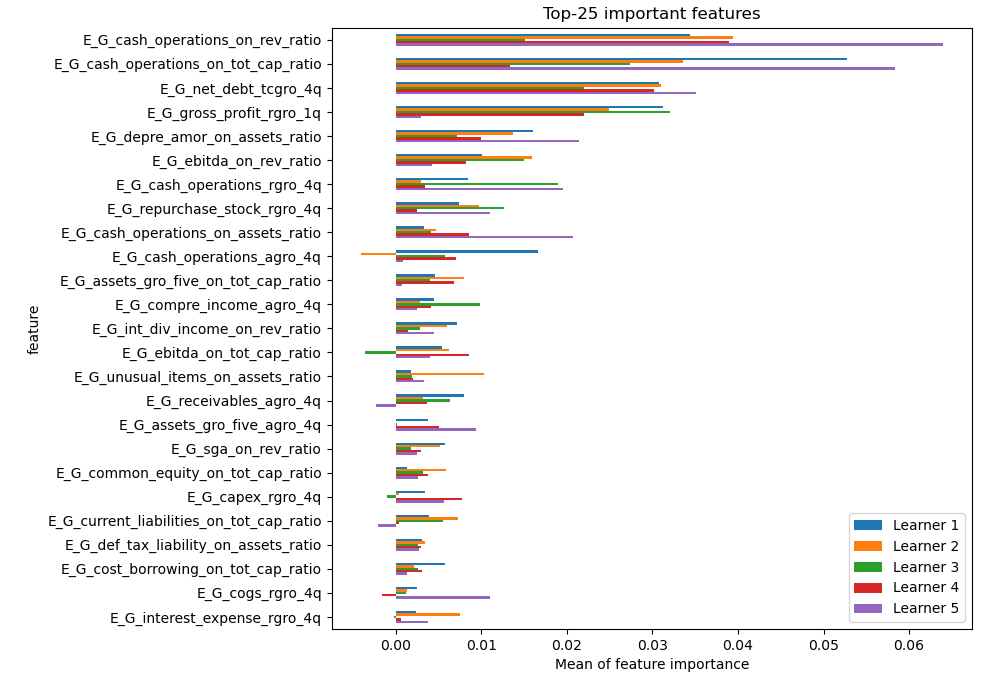 Top-25 important features
E_G_cash_operations_on_rev_ratio
E_G_cash_operations_on_tot_cap_ratio
E_G_net_debt_tcgro_4q
E_G_gross_profit_rgro_1q
E_G_depre_amor_on_assets_ratio
E_G_ebitda_on_rev_ratio
E_G_cash_operations_rgro_4q
E_G_repurchase_stock_rgro_4q
E_G_cash_operations_on_assets_ratio
E_G_cash_operations_agro_4q
E_G_assets_gro_five_on_tot_cap_ratio
E_G_compre_income_agro_4q
E_G_int_div_income_on_rev_ratio
E_G_ebitda_on_tot_cap_ratio
E_G_unusual_items_on_assets_ratio
E_G_receivables_agro_4q
E_G_assets_gro_five_agro_4q
E_G_sga_on_rev_ratio
E_G_common_equity_on_tot_cap_ratio
E_G_capex_rgro_4q
E_G_current_liabilities_on_tot_cap_ratio
E_G_def_tax_liability_on_assets_ratio
E_G_cost_borrowing_on_tot_cap_ratio
E_G_cogs_rgro_4q
E_G_interest_expense_rgro_4q
feature
Learner 1
Learner 2
Learner 3
Learner 4
Learner 5
0.00 0.01 0.02 0.03 0.04 0.05 0.06
Mean of feature importance